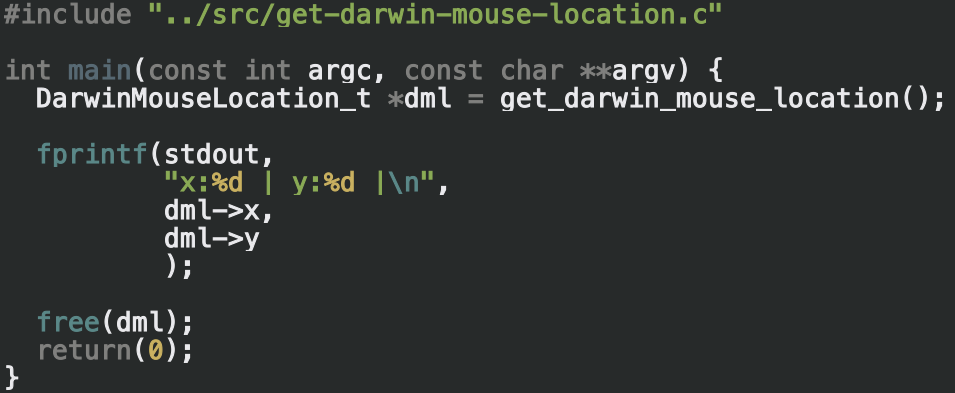 #include "../src/get-darwin-mouse-location.c"
int main(const int argc, const char **argv) {
  DarwinMouseLocation_t *dml = get_darwin_mouse_location();
  fprintf(stdout,
          "x:%d | y:%d |\n",
          dml->x,
          dml->y
          );
  free(dml);
  return(0);
}